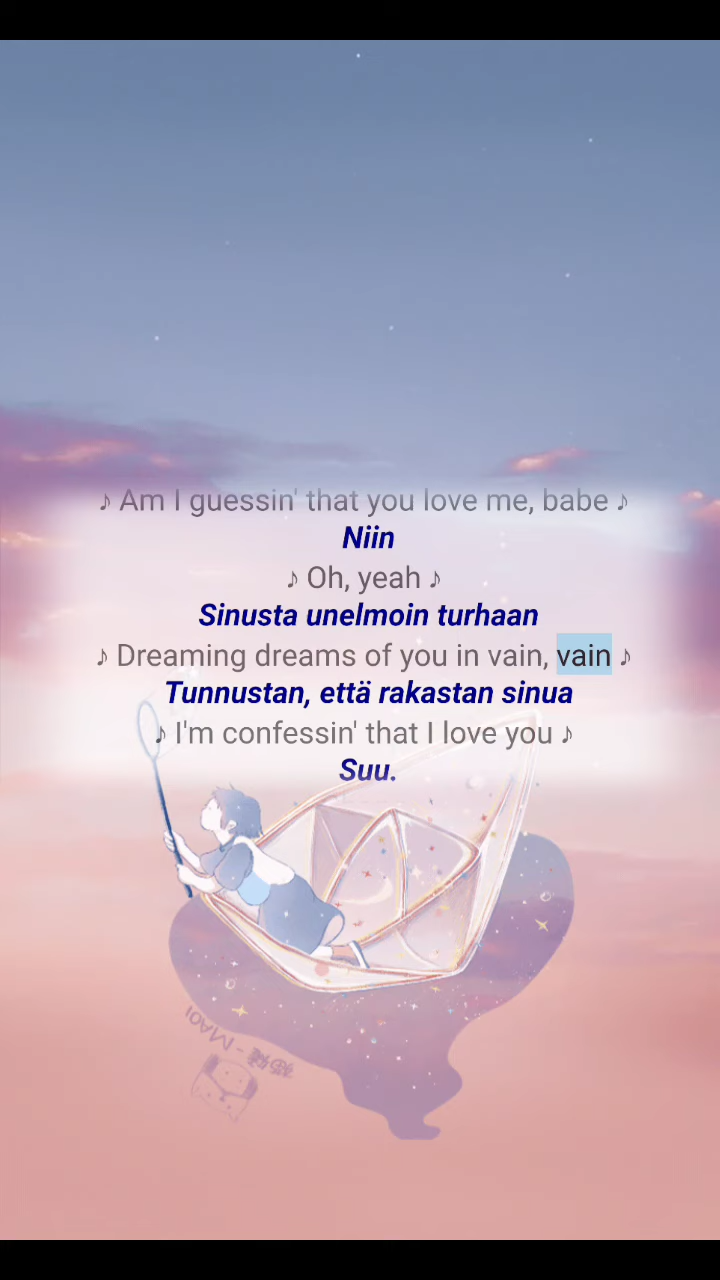 ♪ Am I guessin' that you love me, babe ♪
Niin
♪ Oh, yeah ♪
Sinusta unelmoin turhaan
♪ Dreaming dreams of you in vain, vain ♪
Tunnustan, että rakastan sinua
♪ I'm confessin' that I love you ♪
Suu.
MAOI